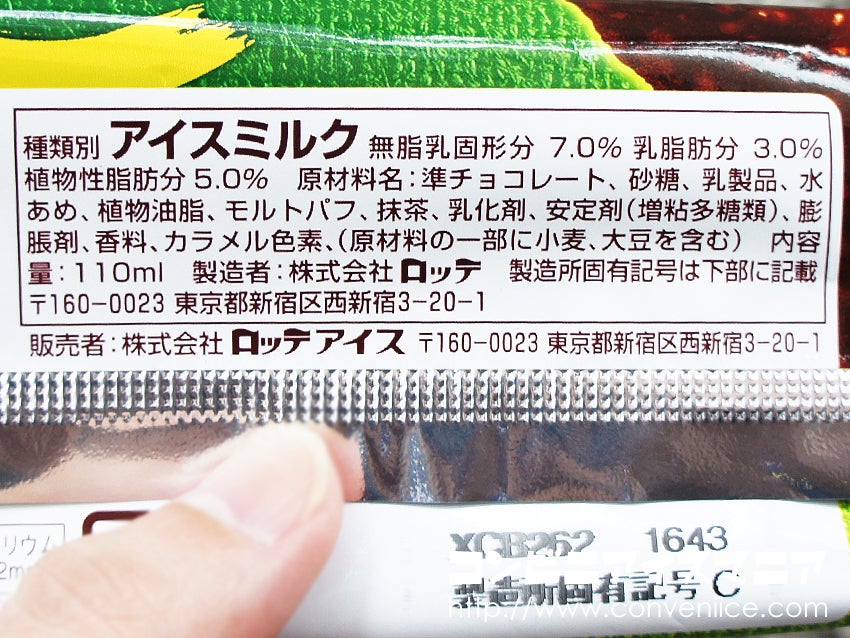 種類別 アイスミルク 無脂乳固形分 7.0% 乳脂肪分 3.0%
植物性脂肪分 5.0% 原材料名:準チョコレート、砂糖、乳製品、水
あめ、植物油脂、モルトパフ、抹茶、乳化剤、安定剤(増粘多糖類)、膨
脹剤、香料、カラメル色素、(原材料の一部に小麦、大豆を含む) 内容
量:110ml 製造者:株式会社 ロッテ 製造所固有記号は下部に記載
〒160-0023 東京都新宿区西新宿3-20-1
販売者:株式会社 ロッテアイス 〒160-0023 東京都新宿区西新宿3-20-1
リウム
XCB262 1643
製造所固有記号 C
http://www.conveniice.com